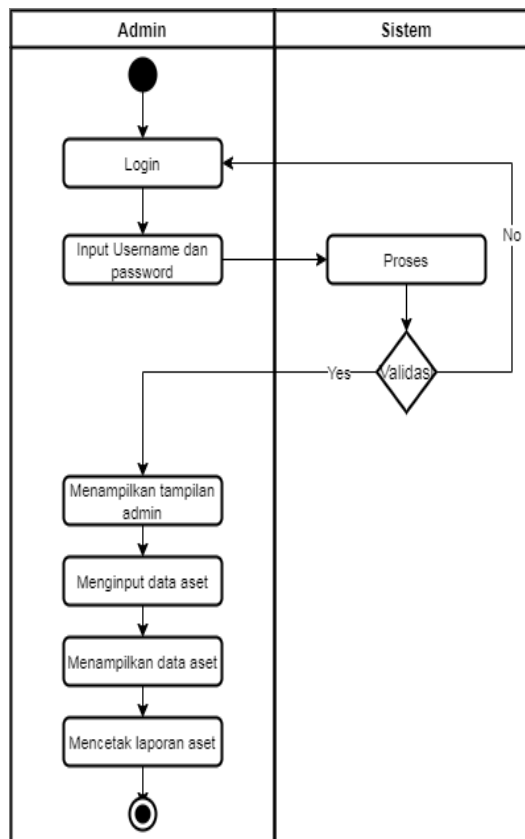 Admin
Sistem
Login
No
Input Username dan
password
Proses
Yes
Validasi
Menampilkan tampilan
admin
Menginput data aset
Menampilkan data aset
Mencetak laporan aset